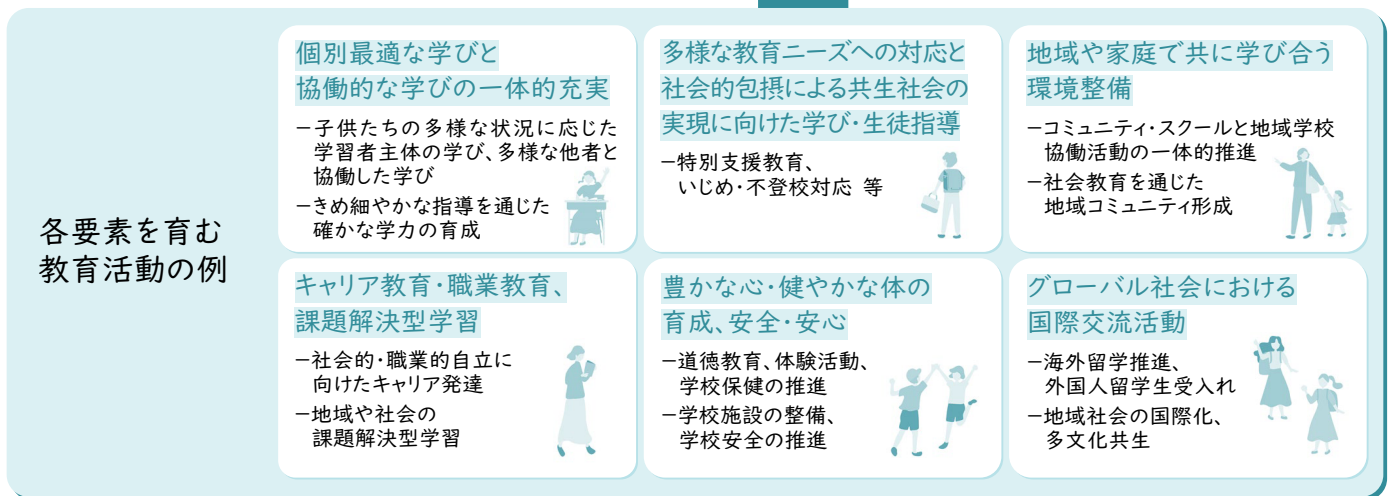 各要素を育む
教育活動の例
個別最適な学びと
協働的な学びの一体的充実
－子供たちの多様な状況に応じた
学習者主体の学び、多様な他者と
協働した学び
－きめ細やかな指導を通じた
確かな学力の育成
多様な教育ニーズへの対応と
社会的包摂による共生社会の
実現に向けた学び・生徒指導
－特別支援教育、
いじめ・不登校対応 等
地域や家庭で共に学び合う
環境整備
－コミュニティ・スクールと地域学校
協働活動の一体的推進
－社会教育を通じた
地域コミュニティ形成
キャリア教育・職業教育、
課題解決型学習
－社会的・職業的自立に
向けたキャリア発達
－地域や社会の
課題解決型学習
豊かな心・健やかな体の
育成、安全・安心
－道徳教育、体験活動、
学校保健の推進
－学校施設の整備、
学校安全の推進
グローバル社会における
国際交流活動
－海外留学推進、
外国人留学生受入れ
－地域社会の国際化、
多文化共生